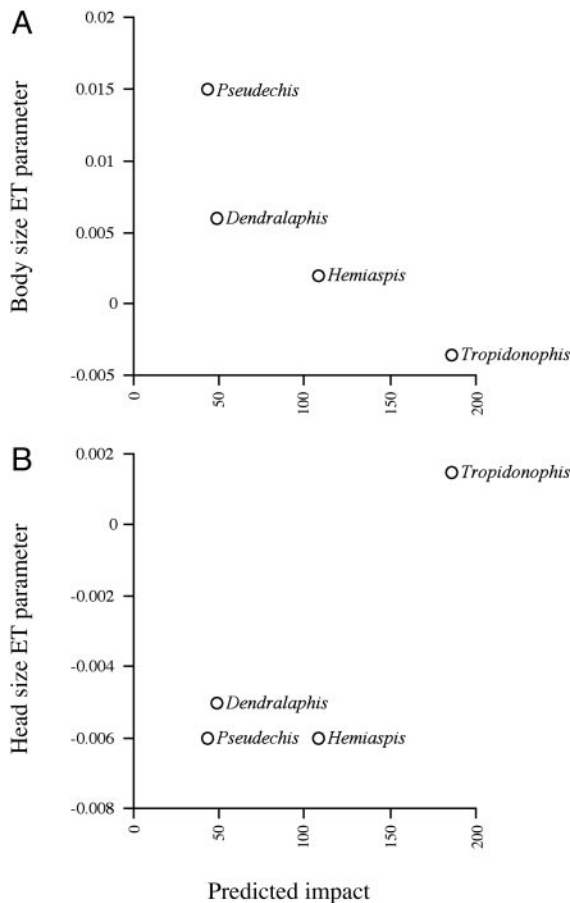 A
0.02
0.015
Pseudechis
0.01
Dendralaphis
0.005
Hemiaspis
0
Tropidonophis
-0.005
0
50
100
150
200
Body size ET parameter
B
0.002
Tropidonophis
0
-0.002
-0.004
Dendralaphis
-0.006
Pseudechis
Hemiaspis
-0.008
0
50
100
150
200
Head size ET parameter
Predicted impact